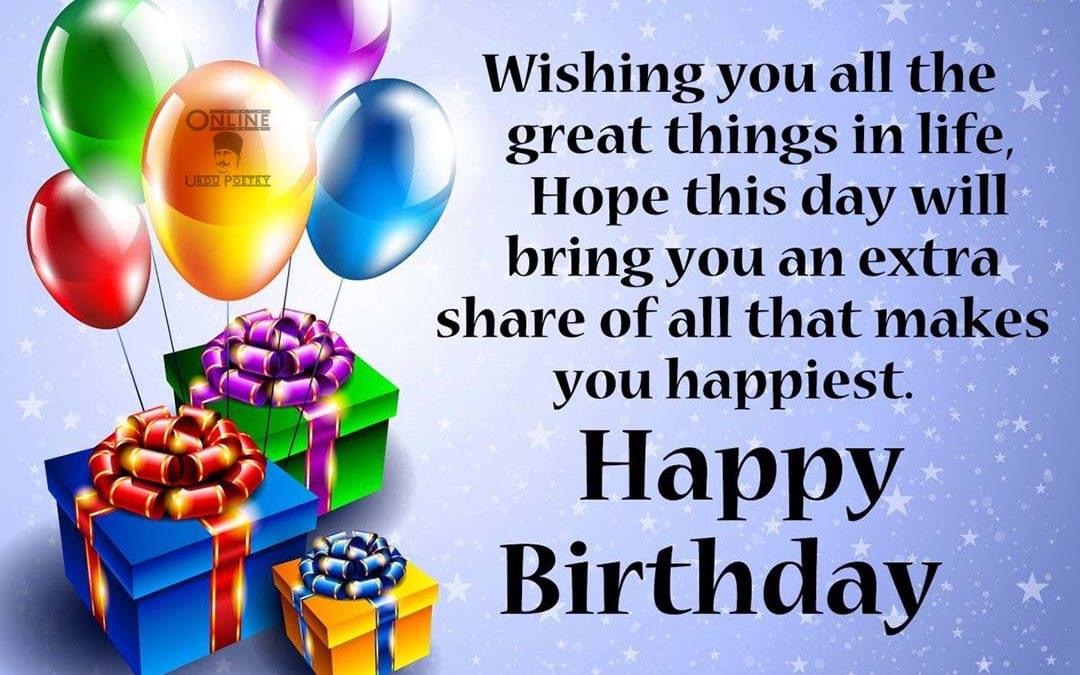 ONLINE
URDU POETRY
Wishing you all the
great things in life,
Hope this day will
bring you an extra
share of all that makes
you happiest.
Happy
Birthday